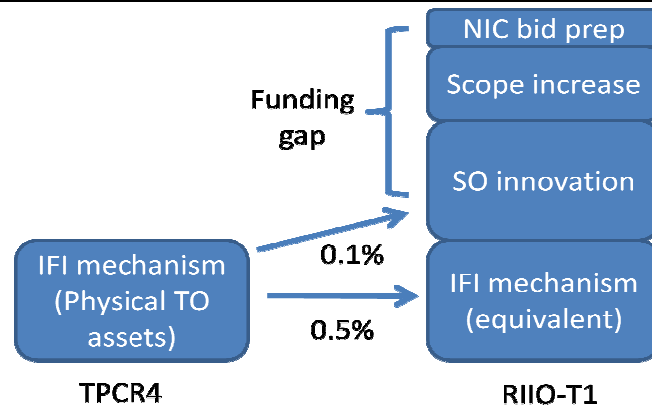 NIC bid prep
Scope increase
Funding
gap
SO innovation
0.1%
IFI mechanism
(Physical TO
assets)
IFI mechanism
(equivalent)
0.5%
TPCR4
RIIO-T1